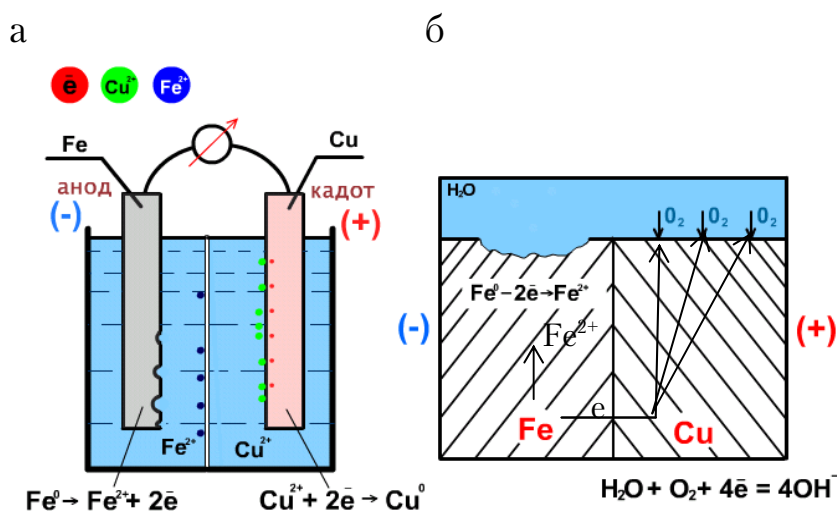 а
б
ē Cu²⁺ Fe²⁺
Fe
Cu
анод
кадот
(-)
(+)
Fe²⁺
Cu²⁺
Fe⁰ → Fe²⁺ + 2ē
Cu²⁺ + 2ē → Cu⁰
H₂O
O₂ O₂ O₂
Fe⁰ – 2ē → Fe²⁺
(-)
Fe²⁺
(+)
e
Fe
Cu
H₂O + O₂ + 4ē = 4OH⁻